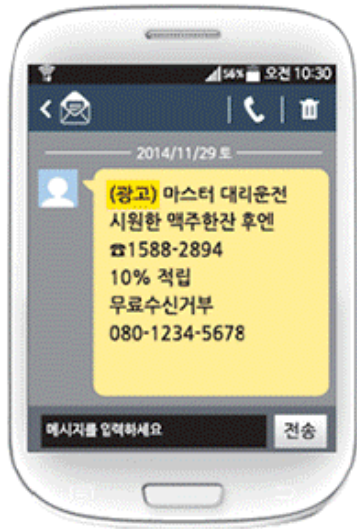 56% 오전 10:30
2014/11/29 토
(광고) 마스터 대리운전
시원한 맥주한잔 후엔
☎1588-2894
10% 적립
무료수신거부
080-1234-5678
메시지를 입력하세요 전송